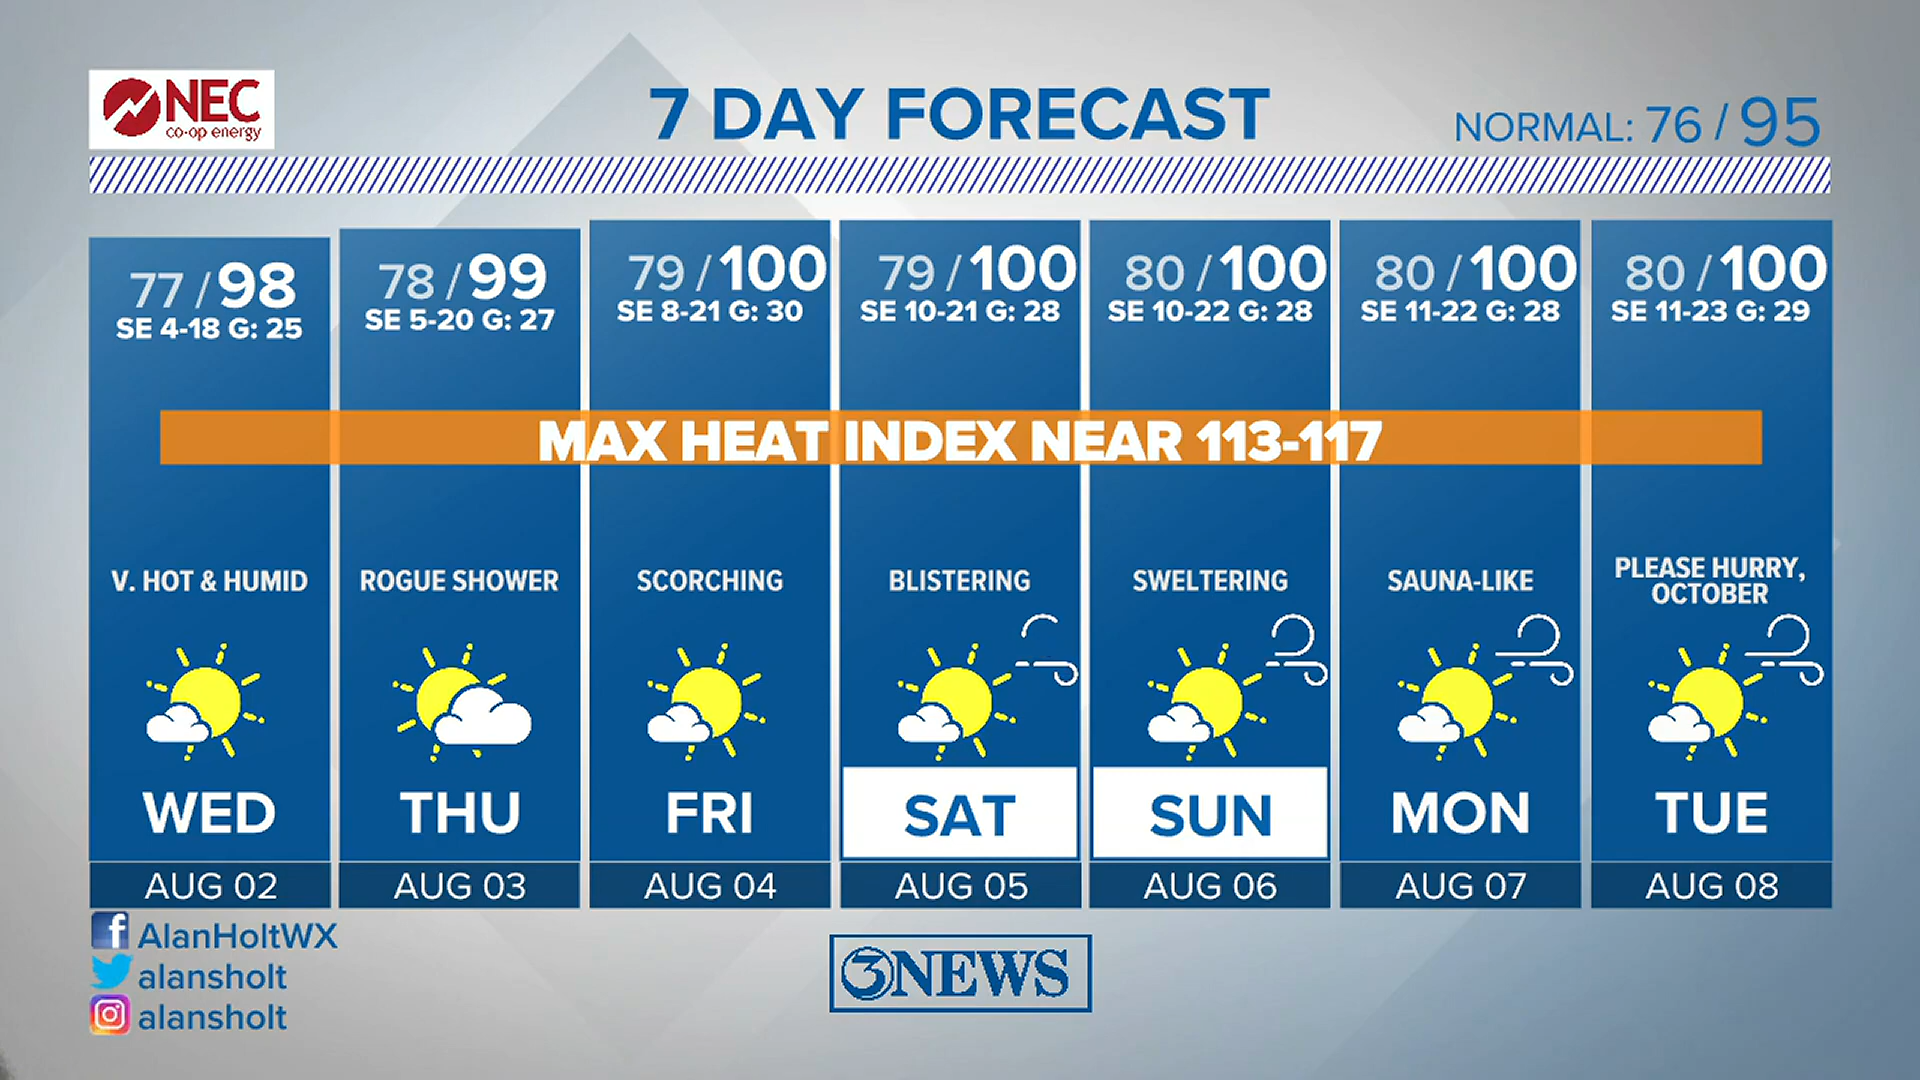 NEC
co-op energy
7 DAY FORECAST
NORMAL: 76 / 95
77 / 98
SE 4-18 G: 25
78 / 99
SE 5-20 G: 27
79 / 100
SE 8-21 G: 30
79 / 100
SE 10-21 G: 28
80 / 100
SE 10-22 G: 28
80 / 100
SE 11-22 G: 28
80 / 100
SE 11-23 G: 29
MAX HEAT INDEX NEAR 113-117
V. HOT & HUMID
ROGUE SHOWER
SCORCHING
BLISTERING
SWELTERING
SAUNA-LIKE
PLEASE HURRY,
OCTOBER
WED
THU
FRI
SAT
SUN
MON
TUE
AUG 02
AUG 03
AUG 04
AUG 05
AUG 06
AUG 07
AUG 08
f AlanHoltWX
alansholt
alansholt
3NEWS